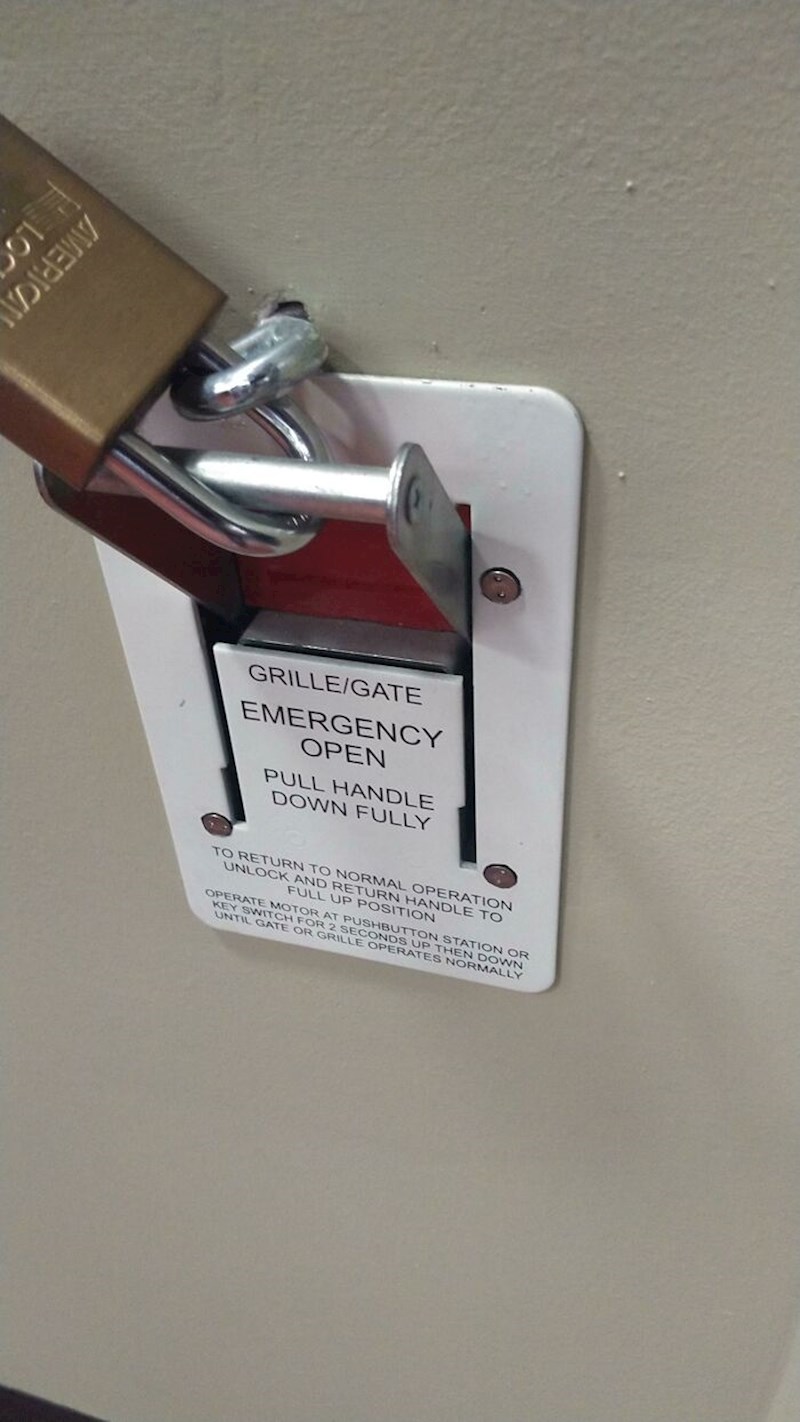 AMERICAN
LOCK
GRILLE/GATE
EMERGENCY
OPEN
PULL HANDLE
DOWN FULLY
TO RETURN TO NORMAL OPERATION
UNLOCK AND RETURN HANDLE TO
FULL UP POSITION
OPERATE MOTOR AT PUSHBUTTON STATION OR
KEY SWITCH FOR 2 SECONDS UP THEN DOWN
UNTIL GATE OR GRILLE OPERATES NORMALLY